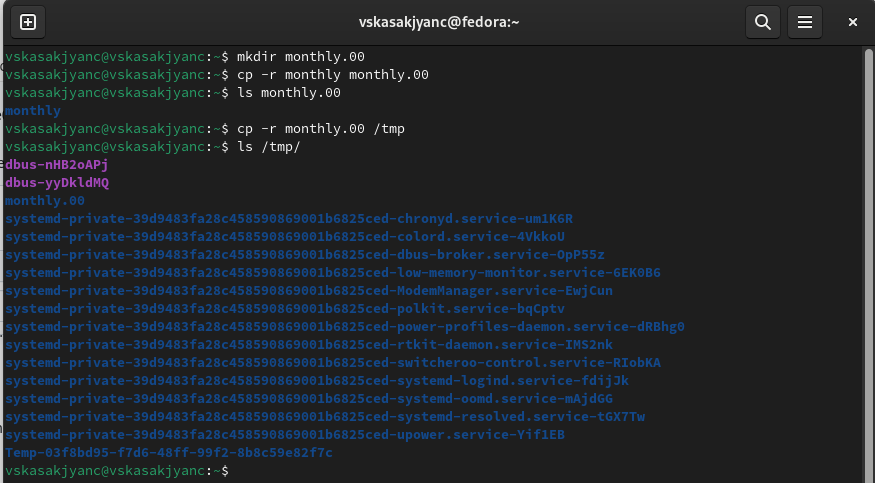 vskasakjyanc@fedora:~
vskasakjyanc@vskasakjyanc:~$ mkdir monthly.00
vskasakjyanc@vskasakjyanc:~$ cp -r monthly monthly.00
vskasakjyanc@vskasakjyanc:~$ ls monthly.00
monthly
vskasakjyanc@vskasakjyanc:~$ cp -r monthly.00 /tmp
vskasakjyanc@vskasakjyanc:~$ ls /tmp/
dbus-nHB2oAPj
dbus-yyDkldMQ
monthly.00
systemd-private-39d9483fa28c458590869001b6825ced-chronyd.service-um1K6R
systemd-private-39d9483fa28c458590869001b6825ced-colord.service-4VkkoU
systemd-private-39d9483fa28c458590869001b6825ced-dbus-broker.service-OpP55z
systemd-private-39d9483fa28c458590869001b6825ced-low-memory-monitor.service-6EK0B6
systemd-private-39d9483fa28c458590869001b6825ced-ModemManager.service-EwjCun
systemd-private-39d9483fa28c458590869001b6825ced-polkit.service-bqCptv
systemd-private-39d9483fa28c458590869001b6825ced-power-profiles-daemon.service-dRBhg0
systemd-private-39d9483fa28c458590869001b6825ced-rtkit-daemon.service-IMS2nk
systemd-private-39d9483fa28c458590869001b6825ced-switcheroo-control.service-RIobKA
systemd-private-39d9483fa28c458590869001b6825ced-systemd-logind.service-fdijJk
systemd-private-39d9483fa28c458590869001b6825ced-systemd-oomd.service-mAjdGG
systemd-private-39d9483fa28c458590869001b6825ced-systemd-resolved.service-tGX7Tw
systemd-private-39d9483fa28c458590869001b6825ced-upower.service-Yif1EB
Temp-03f8bd95-f7d6-48ff-99f2-8b8c59e82f7c
vskasakjyanc@vskasakjyanc:~$